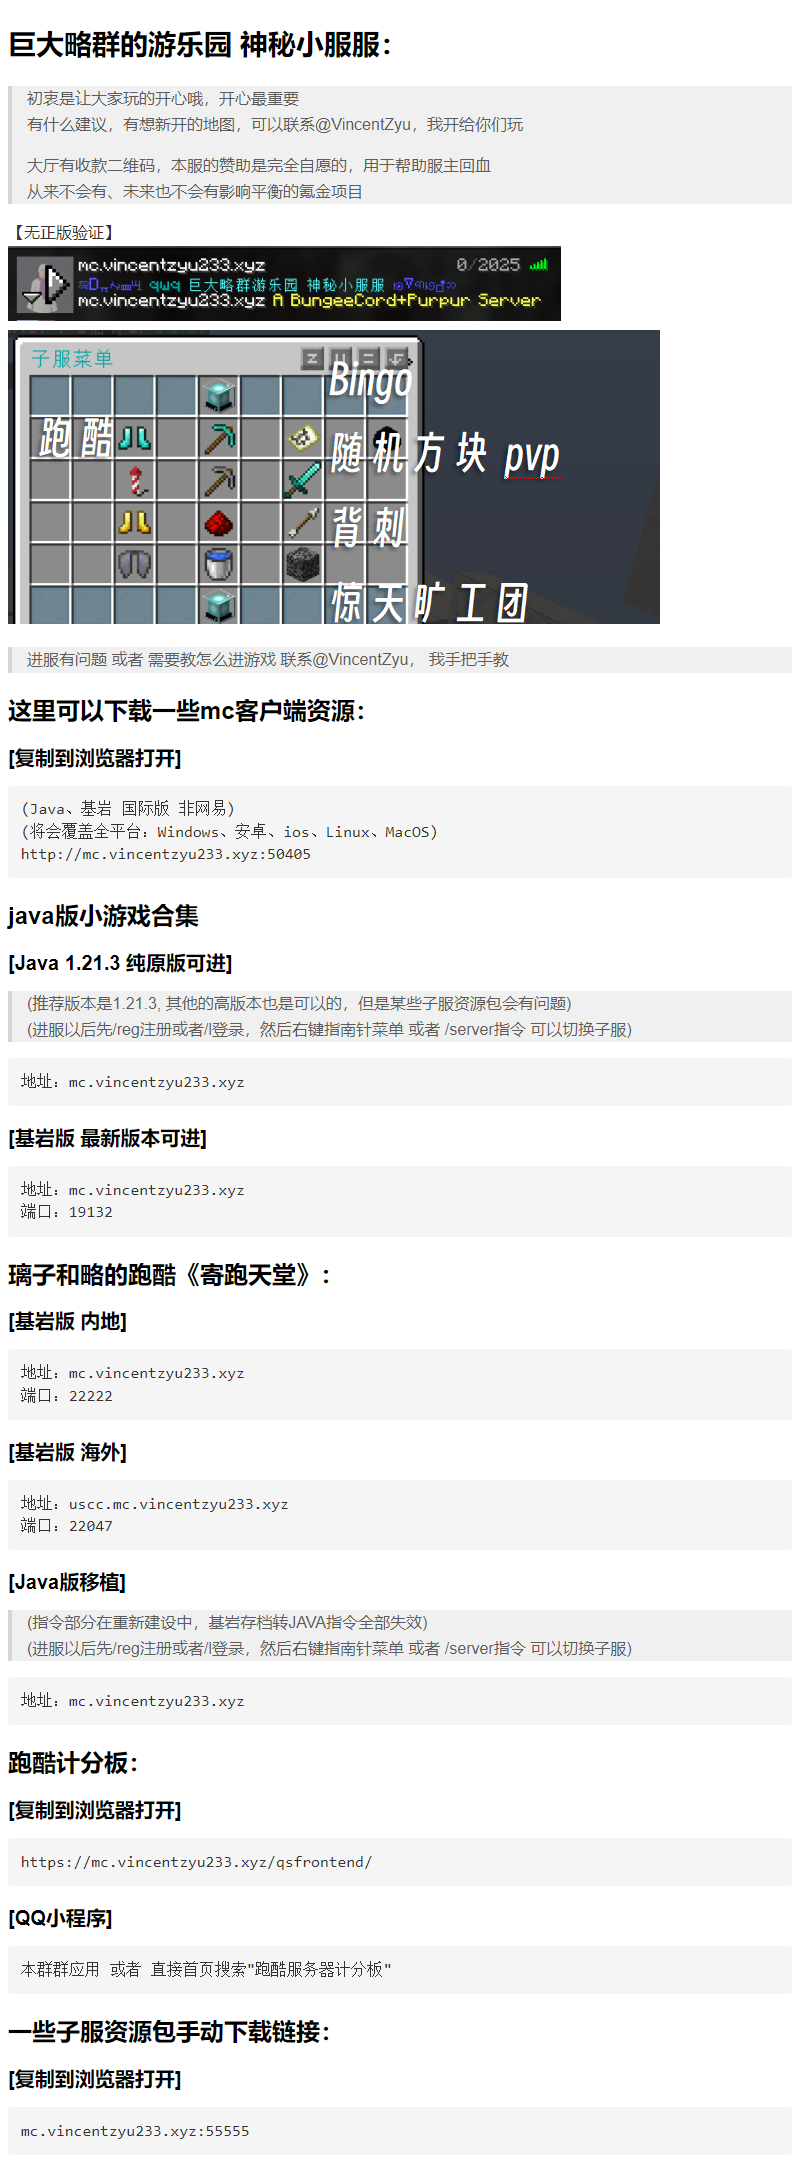 巨大略群的游乐园 神秘小服服：
初衷是让大家玩的开心哦，开心最重要
有什么建议，有想新开的地图，可以联系@VincentZyu，我开给你们玩
大厅有收款二维码，本服的赞助是完全自愿的，用于帮助服主回血
从来不会有、未来也不会有影响平衡的氪金项目
【无正版验证】
mc.vincentzyu233.xyz 0/2025
qwq 巨大略群游乐园 神秘小服服
mc.vincentzyu233.xyz A BungeeCord+Purpur Server
子服菜单
Bingo
跑酷
随机方块 pvp
背刺
惊天旷工团
进服有问题 或者 需要教怎么进游戏 联系@VincentZyu， 我手把手教
这里可以下载一些mc客户端资源：
[复制到浏览器打开]
(Java、基岩 国际版 非网易)
(将会覆盖全平台：Windows、安卓、ios、Linux、MacOS)
http://mc.vincentzyu233.xyz:50405
java版小游戏合集
[Java 1.21.3 纯原版可进]
(推荐版本是1.21.3, 其他的高版本也是可以的，但是某些子服资源包会有问题)
(进服以后先/reg注册或者/l登录，然后右键指南针菜单 或者 /server指令 可以切换子服)
地址：mc.vincentzyu233.xyz
[基岩版 最新版本可进]
地址：mc.vincentzyu233.xyz
端口：19132
璃子和略的跑酷《寄跑天堂》：
[基岩版 内地]
地址：mc.vincentzyu233.xyz
端口：22222
[基岩版 海外]
地址：uscc.mc.vincentzyu233.xyz
端口：22047
[Java版移植]
(指令部分在重新建设中，基岩存档转JAVA指令全部失效)
(进服以后先/reg注册或者/l登录，然后右键指南针菜单 或者 /server指令 可以切换子服)
地址：mc.vincentzyu233.xyz
跑酷计分板：
[复制到浏览器打开]
https://mc.vincentzyu233.xyz/qsfrontend/
[QQ小程序]
本群群应用 或者 直接首页搜索"跑酷服务器计分板"
一些子服资源包手动下载链接：
[复制到浏览器打开]
mc.vincentzyu233.xyz:55555